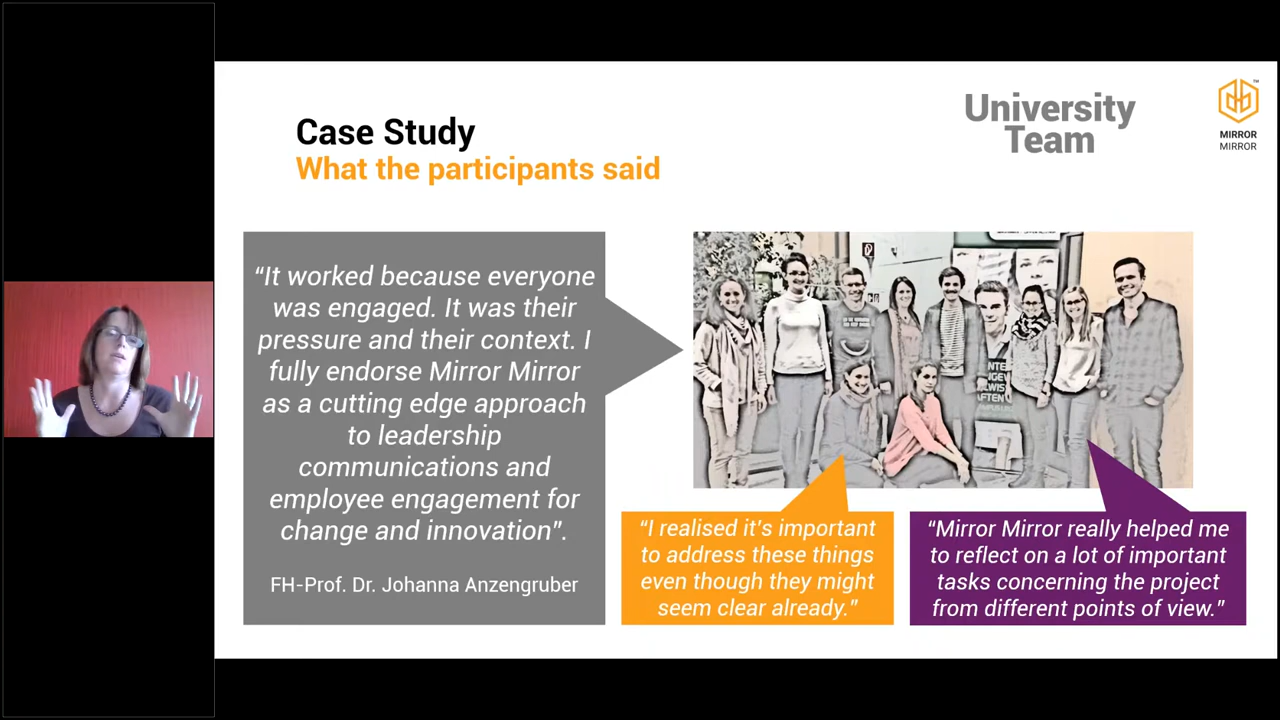 Case Study
What the participants said
University
Team
™
MIRROR
MIRROR
“It worked because everyone
was engaged. It was their
pressure and their context. I
fully endorse Mirror Mirror
as a cutting edge approach
to leadership
communications and
employee engagement for
change and innovation”.
FH-Prof. Dr. Johanna Anzengruber
“I realised it's important
to address these things
even though they might
seem clear already.”
“Mirror Mirror really helped me
to reflect on a lot of important
tasks concerning the project
from different points of view.”